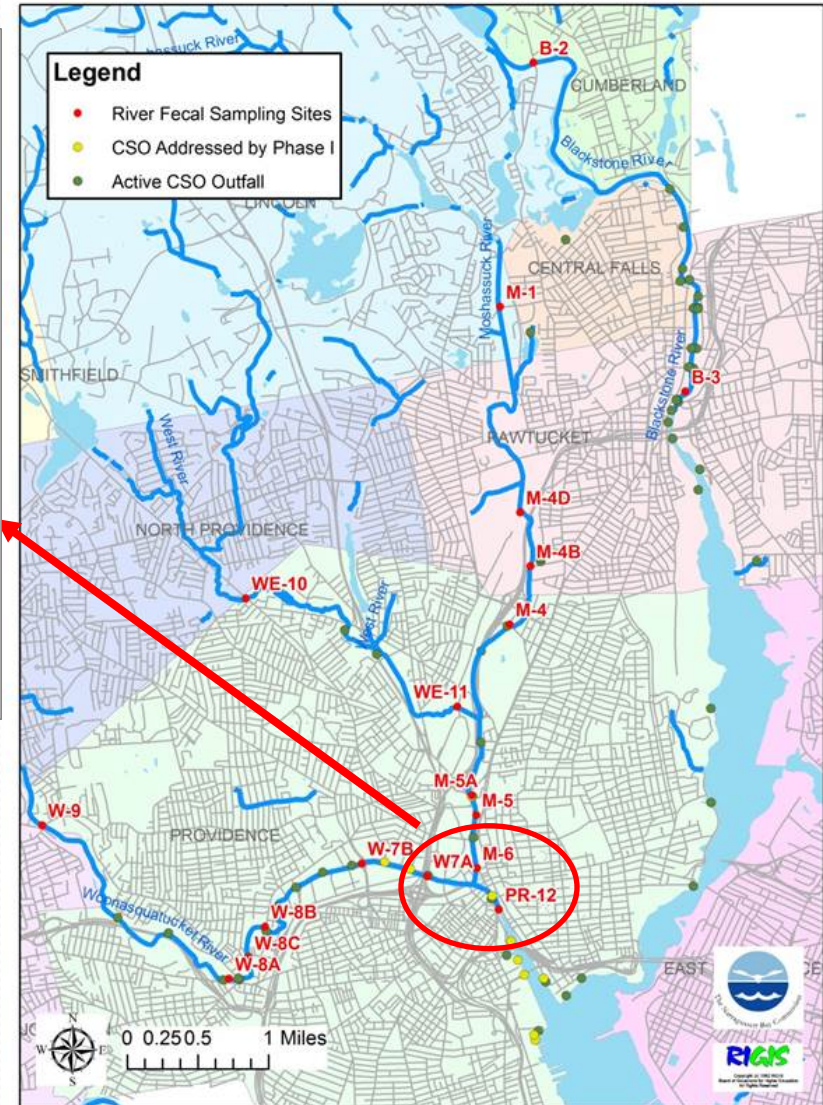 Legend
River Fecal Sampling Sites
CSO Addressed by Phase I
Active CSO Outfall
B-2
CUMBERLAND
Blackstone River
LINCOLN
CENTRAL FALLS
Moshassuck River
M-1
SMITHFIELD
West River
PAWTUCKET
Blackstone River
B-3
NORTH PROVIDENCE
M-4D
M-4B
WE-10
West River
M-4
WE-11
M-5A
M-5
W-9
PROVIDENCE
W-7B
W7A
M-6
PR-12
Woonasquatucket River
W-8B
W-8C
W-8A
EAST
N
W E
S
0 0.25 0.5 1 Miles
RIGIS